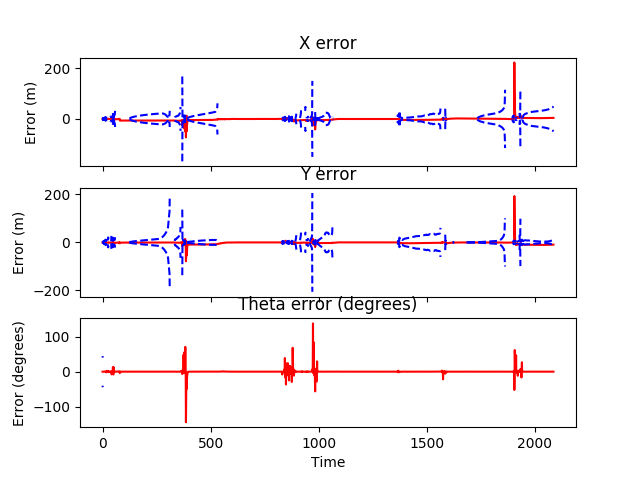 X error
Error (m)
200
0
Y error
Error (m)
200
0
−200
Theta error (degrees)
Error (degrees)
100
0
−100
0 500 1000 1500 2000
Time